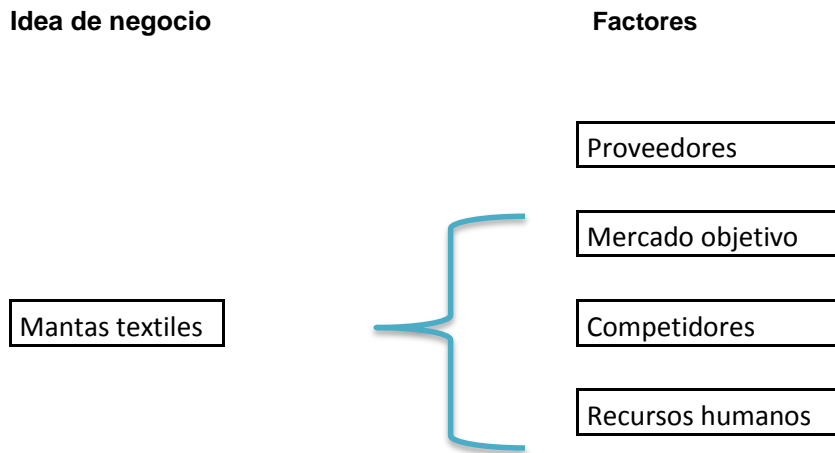 Idea de negocio
Factores
Proveedores
Mercado objetivo
Mantas textiles
Competidores
Recursos humanos